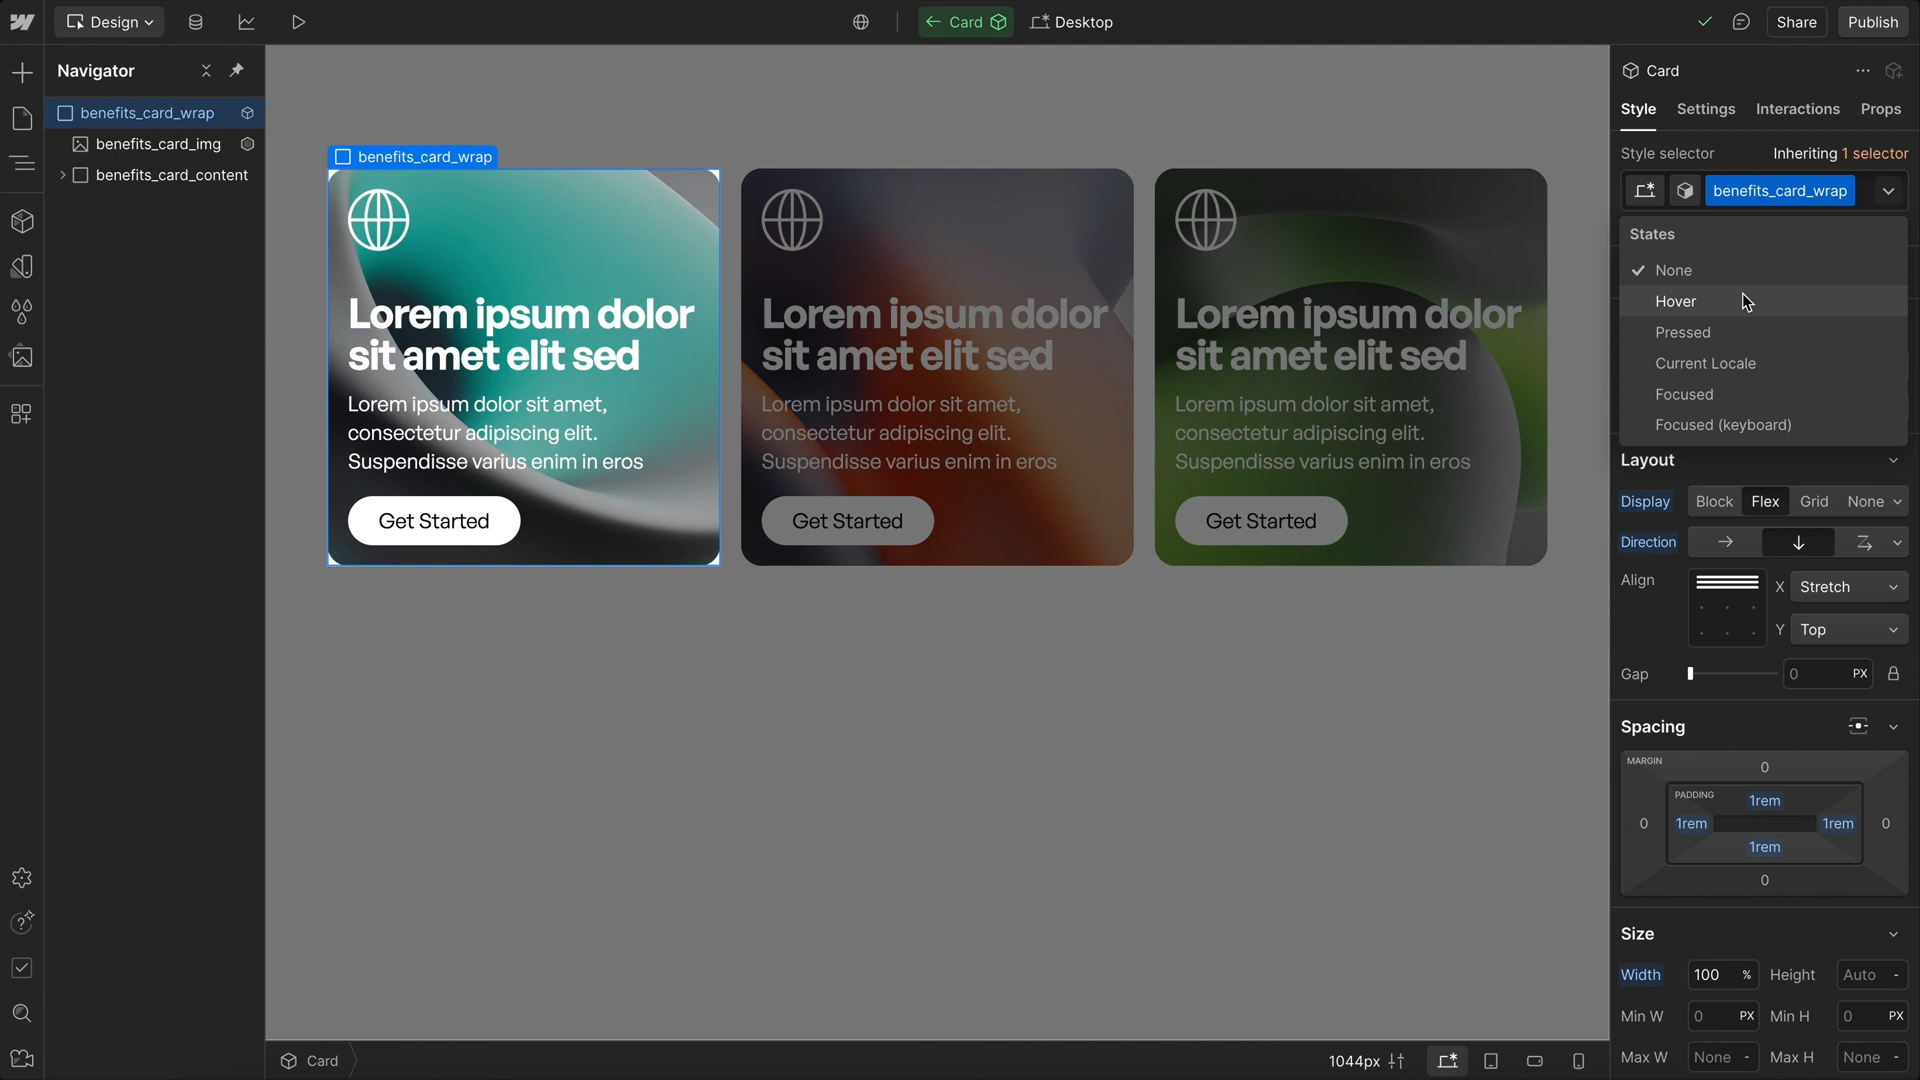 Design
Card
Desktop
Share
Publish
Navigator
benefits_card_wrap
benefits_card_img
benefits_card_content
benefits_card_wrap
Lorem ipsum dolor
sit amet elit sed
Lorem ipsum dolor sit amet,
consectetur adipiscing elit.
Suspendisse varius enim in eros
Get Started
Lorem ipsum dolor
sit amet elit sed
Lorem ipsum dolor sit amet,
consectetur adipiscing elit.
Suspendisse varius enim in eros
Get Started
Lorem ipsum dolor
sit amet elit sed
Lorem ipsum dolor sit amet,
consectetur adipiscing elit.
Suspendisse varius enim in eros
Get Started
Card
1044px
Card
Style Settings Interactions Props
Style selector Inheriting 1 selector
benefits_card_wrap
States
None
Hover
Pressed
Current Locale
Focused
Focused (keyboard)
Layout
Display Block Flex Grid None
Direction
Align X Stretch
Y Top
Gap 0 PX
Spacing
MARGIN 0
PADDING 1rem
0 1rem 1rem 0
1rem
0
Size
Width 100 % Height Auto -
Min W 0 PX Min H 0 PX
Max W None - Max H None -